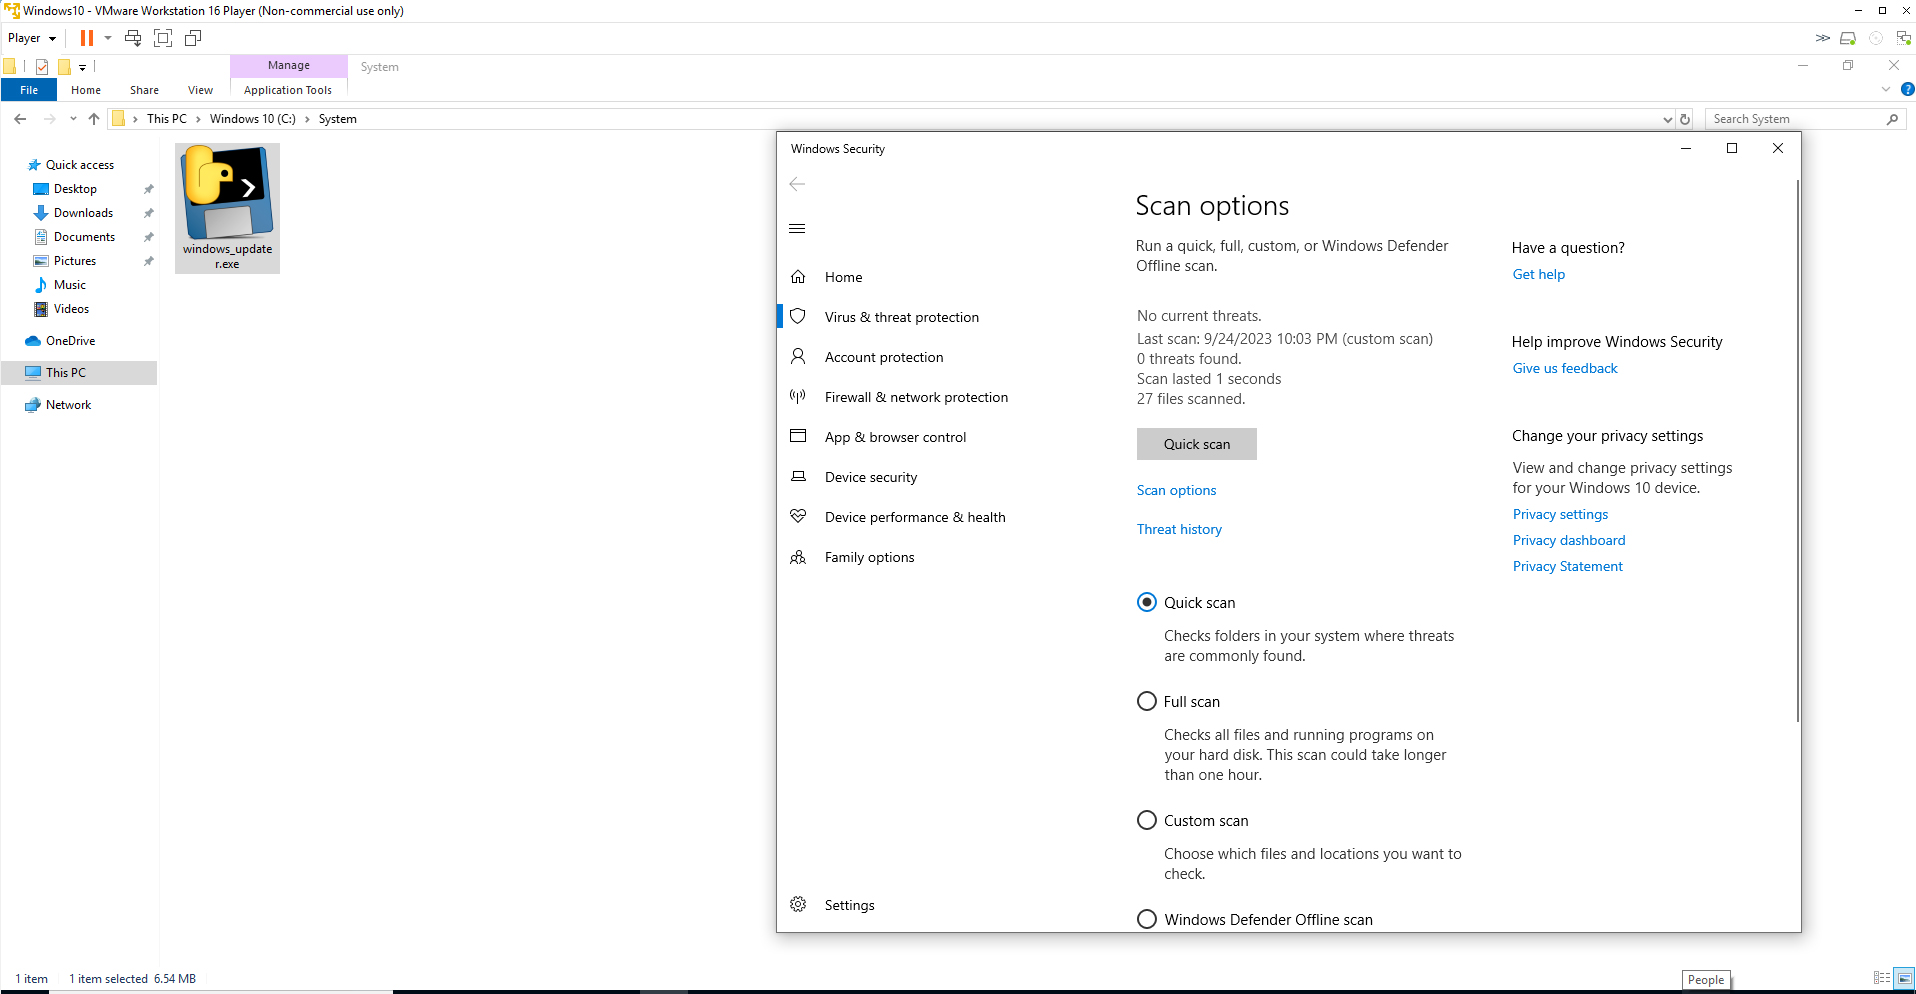 Windows10 - VMware Workstation 16 Player (Non-commercial use only)
Player
Manage
System
File
Home
Share
View
Application Tools
This PC
Windows 10 (C:)
System
Search System
Quick access
Desktop
Downloads
Documents
Pictures
Music
Videos
OneDrive
This PC
Network
windows_update
r.exe
Windows Security
Home
Virus & threat protection
Account protection
Firewall & network protection
App & browser control
Device security
Device performance & health
Family options
Settings
Scan options
Run a quick, full, custom, or Windows Defender
Offline scan.
No current threats.
Last scan: 9/24/2023 10:03 PM (custom scan)
0 threats found.
Scan lasted 1 seconds
27 files scanned.
Quick scan
Scan options
Threat history
Quick scan
Checks folders in your system where threats
are commonly found.
Full scan
Checks all files and running programs on
your hard disk. This scan could take longer
than one hour.
Custom scan
Choose which files and locations you want to
check.
Windows Defender Offline scan
Have a question?
Get help
Help improve Windows Security
Give us feedback
Change your privacy settings
View and change privacy settings
for your Windows 10 device.
Privacy settings
Privacy dashboard
Privacy Statement
1 item
1 item selected 6.54 MB
People